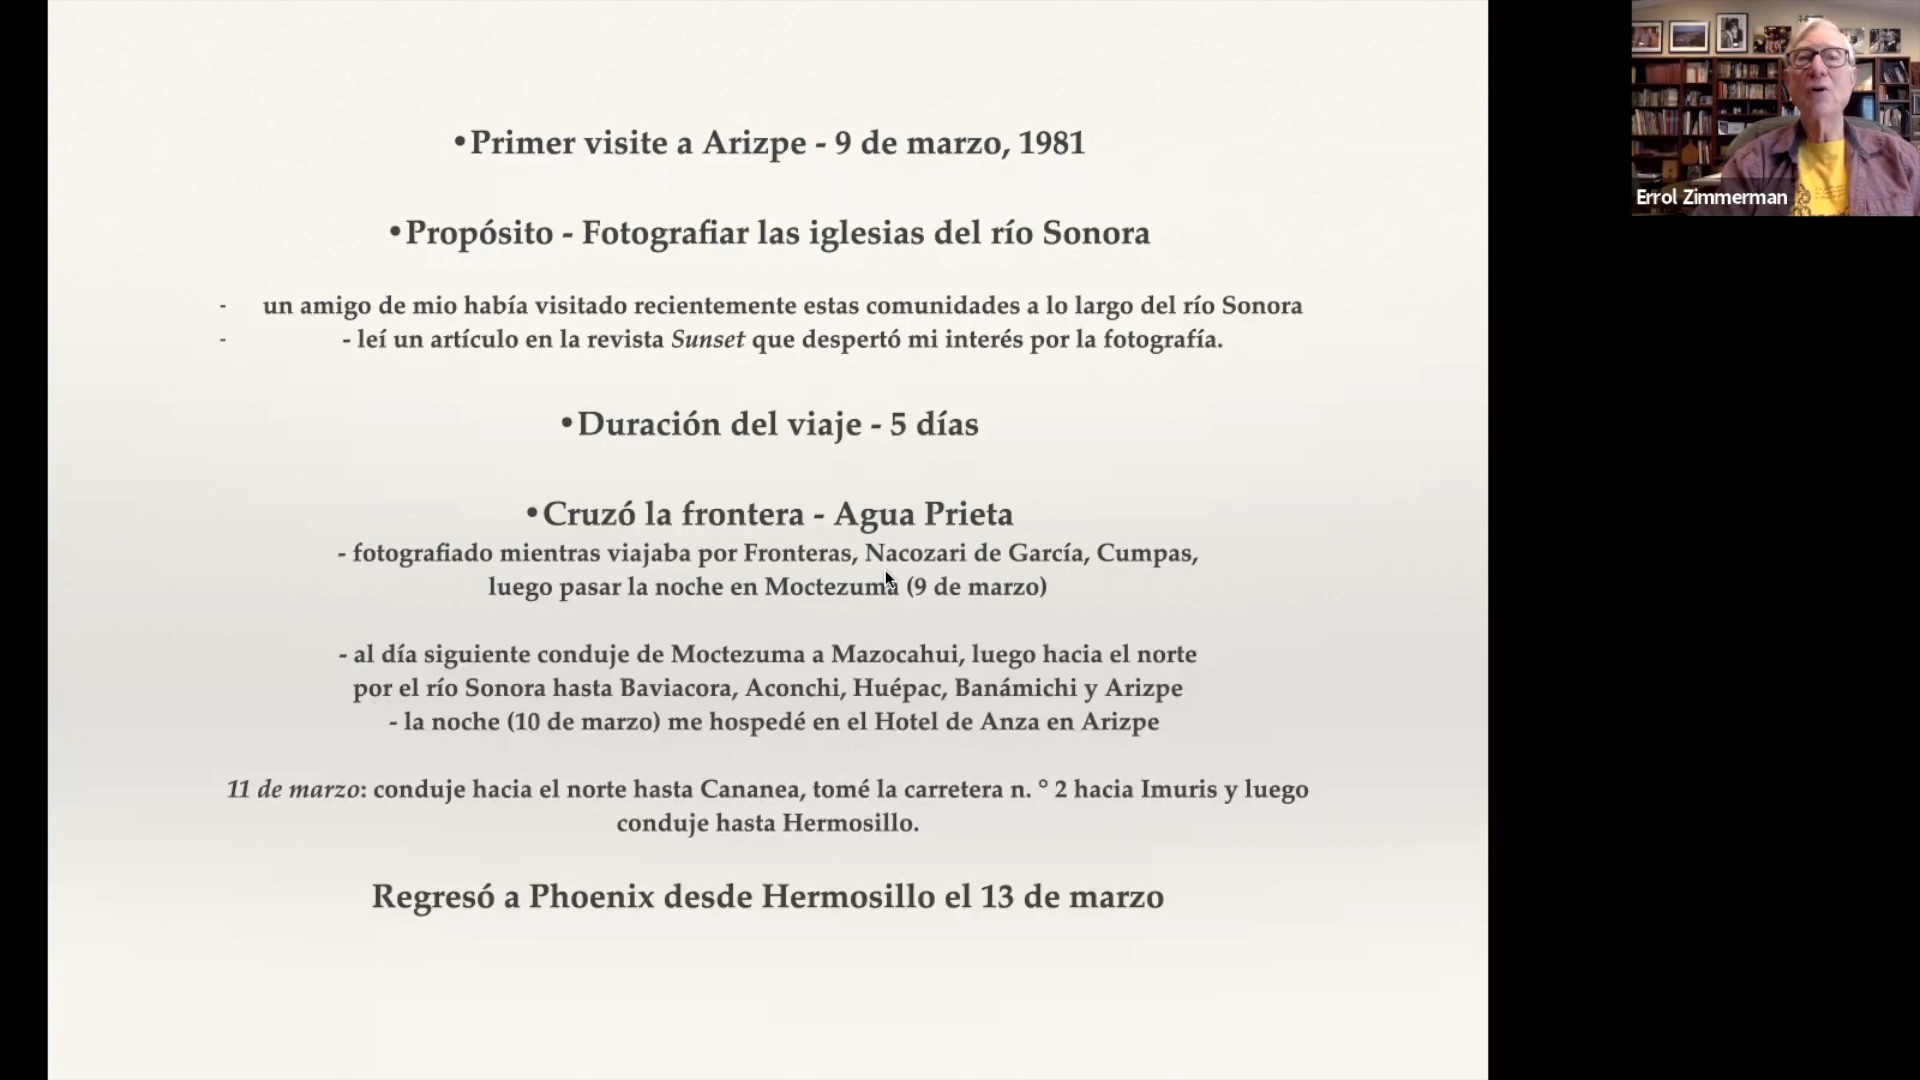 •Primer visite a Arizpe - 9 de marzo, 1981
•Propósito - Fotografiar las iglesias del río Sonora
- un amigo de mio había visitado recientemente estas comunidades a lo largo del río Sonora
- - leí un artículo en la revista Sunset que despertó mi interés por la fotografía.
•Duración del viaje - 5 días
•Cruzó la frontera - Agua Prieta
- fotografiado mientras viajaba por Fronteras, Nacozari de García, Cumpas,
luego pasar la noche en Moctezuma (9 de marzo)
- al día siguiente conduje de Moctezuma a Mazocahui, luego hacia el norte
por el río Sonora hasta Baviacora, Aconchi, Huépac, Banámichi y Arizpe
- la noche (10 de marzo) me hospedé en el Hotel de Anza en Arizpe
11 de marzo: conduje hacia el norte hasta Cananea, tomé la carretera n. ° 2 hacia Imuris y luego
conduje hasta Hermosillo.
Regresó a Phoenix desde Hermosillo el 13 de marzo
Errol Zimmerman